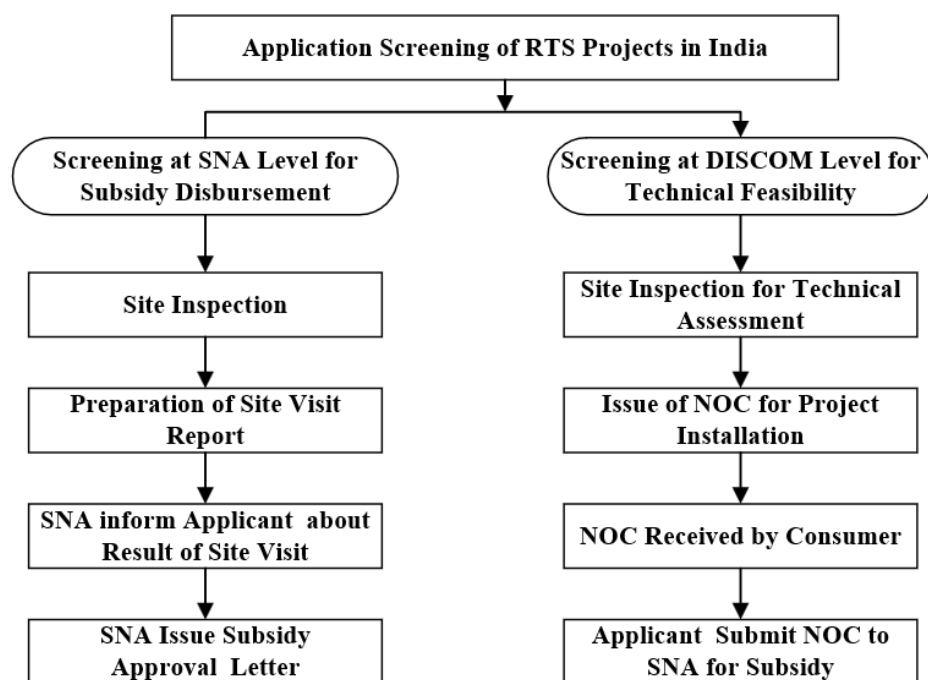 Application Screening of RTS Projects in India
Screening at SNA Level for
Subsidy Disbursement
Screening at DISCOM Level for
Technical Feasibility
Site Inspection
Site Inspection for Technical
Assessment
Preparation of Site Visit
Report
Issue of NOC for Project
Installation
SNA inform Applicant about
Result of Site Visit
NOC Received by Consumer
SNA Issue Subsidy
Approval Letter
Applicant Submit NOC to
SNA for Subsidy